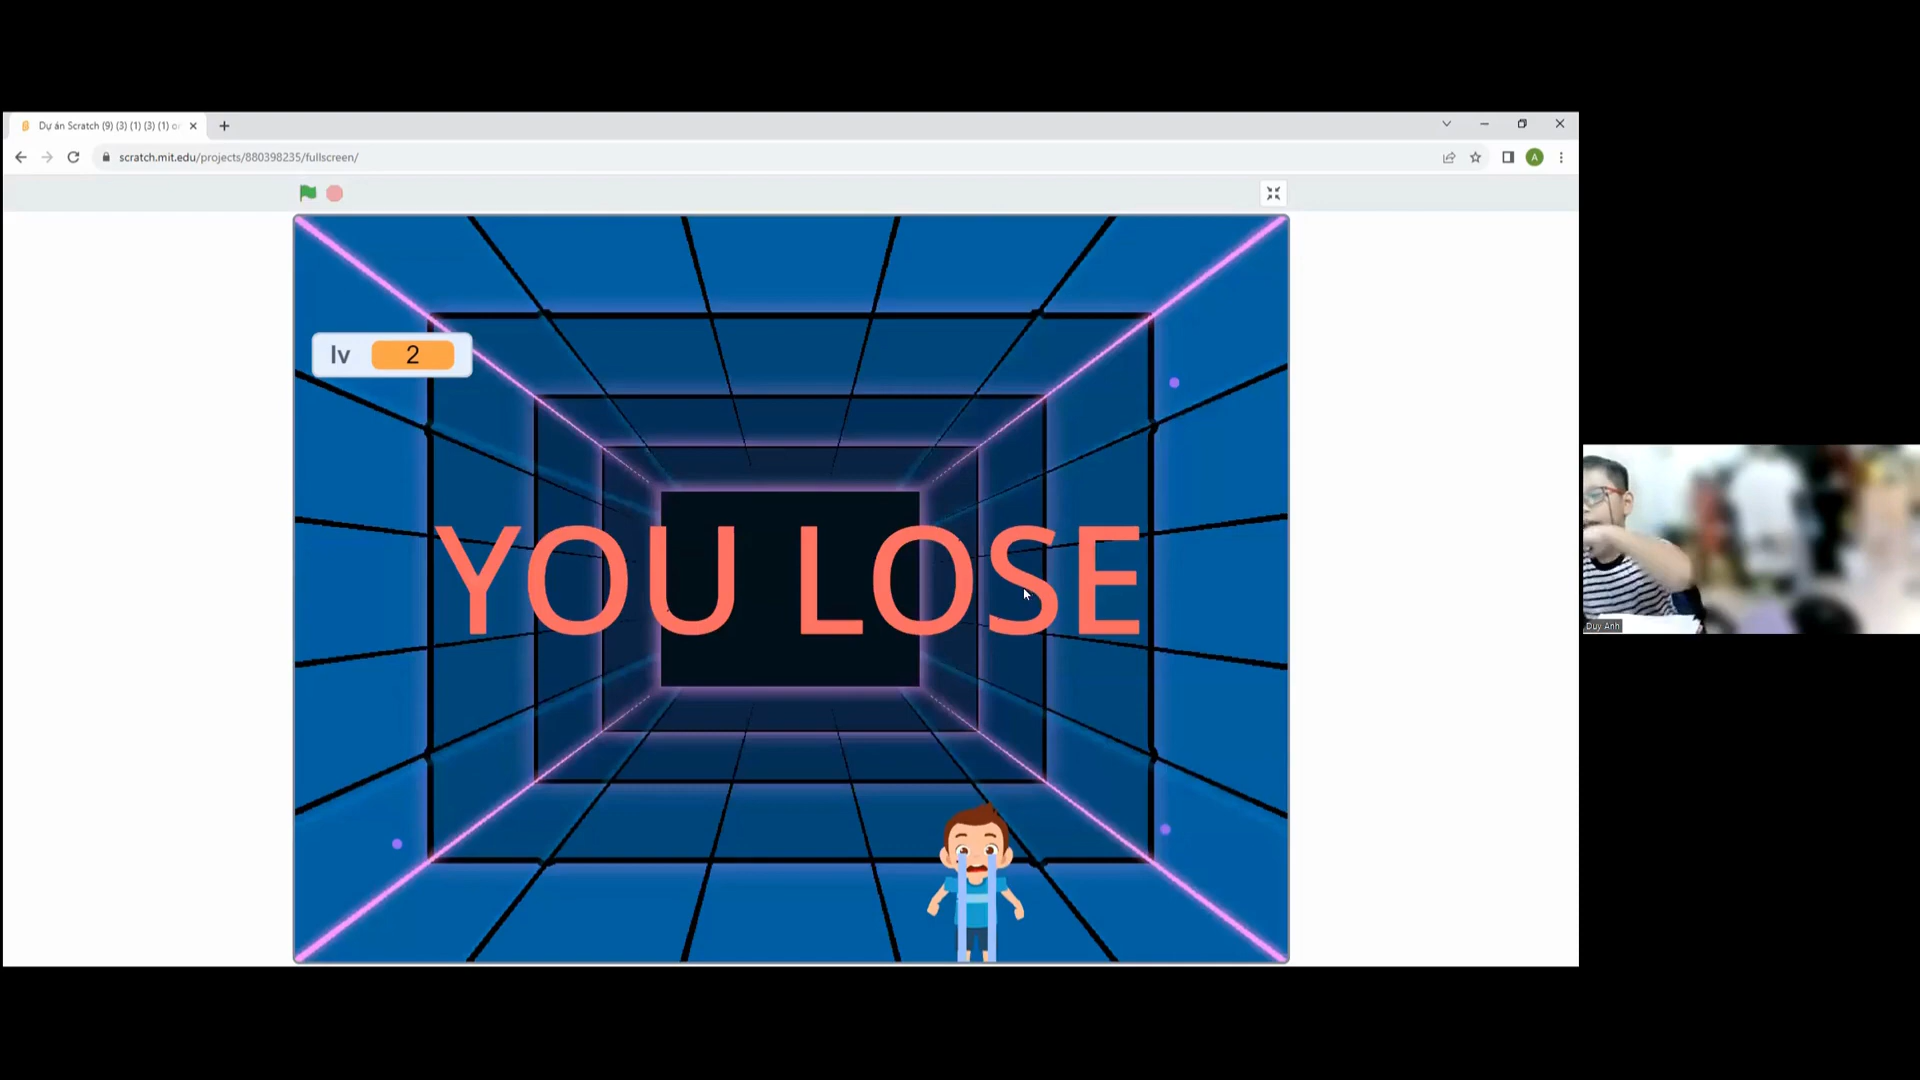 Dự án Scratch (9) (3) (1) (3) (1)
scratch.mit.edu/projects/880398235/fullscreen/
A
lv 2
YOU LOSE
Duy Anh